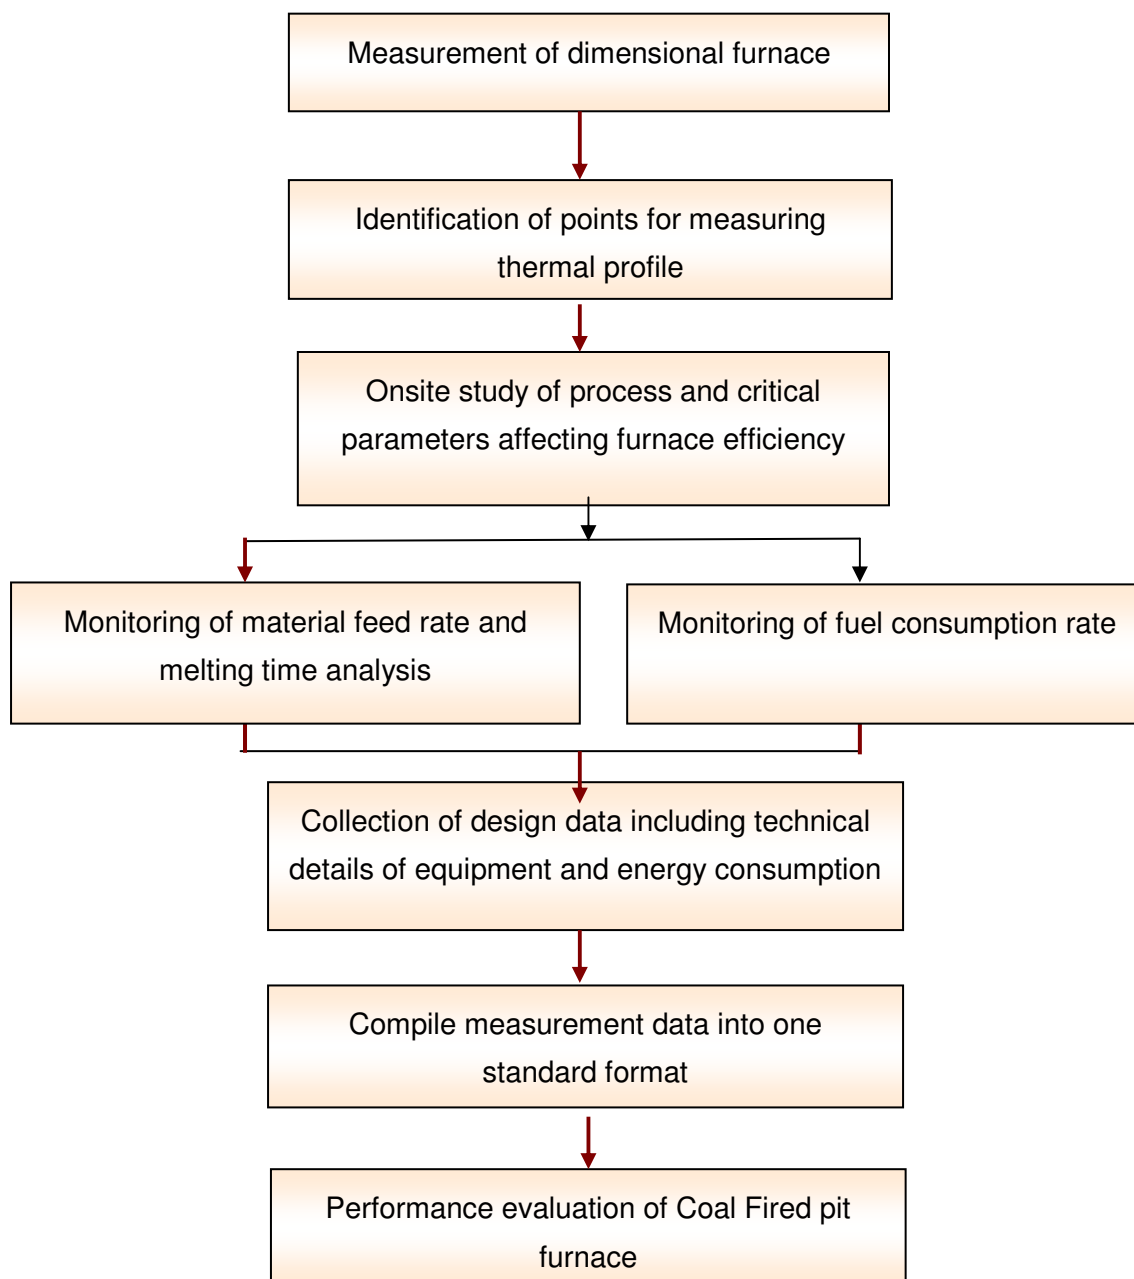 Measurement of dimensional furnace
Identification of points for measuring
thermal profile
Onsite study of process and critical
parameters affecting furnace efficiency
Monitoring of material feed rate and
melting time analysis
Monitoring of fuel consumption rate
Collection of design data including technical
details of equipment and energy consumption
Compile measurement data into one
standard format
Performance evaluation of Coal Fired pit
furnace